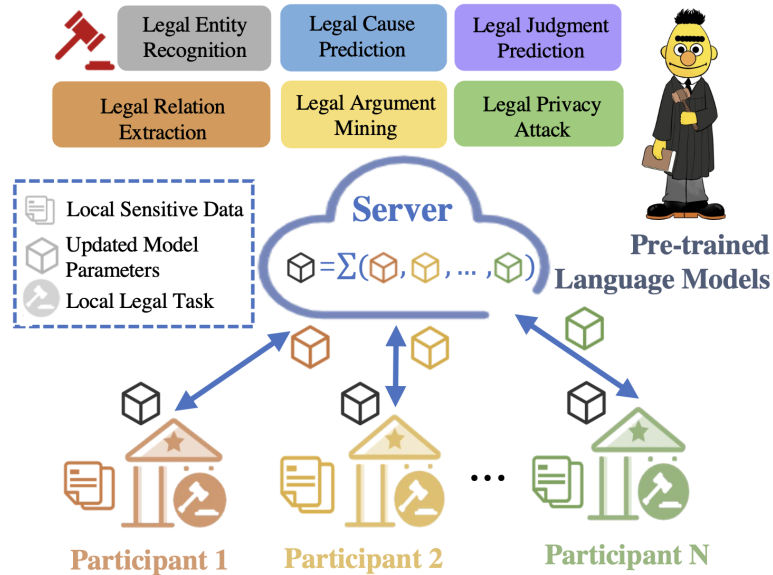 Legal Entity
Recognition
Legal Cause
Prediction
Legal Judgment
Prediction
Legal Relation
Extraction
Legal Argument
Mining
Legal Privacy
Attack
Local Sensitive Data
Updated Model
Parameters
Local Legal Task
Server
=∑( , , ... , )
Pre-trained
Language Models
...
Participant 1
Participant 2
Participant N